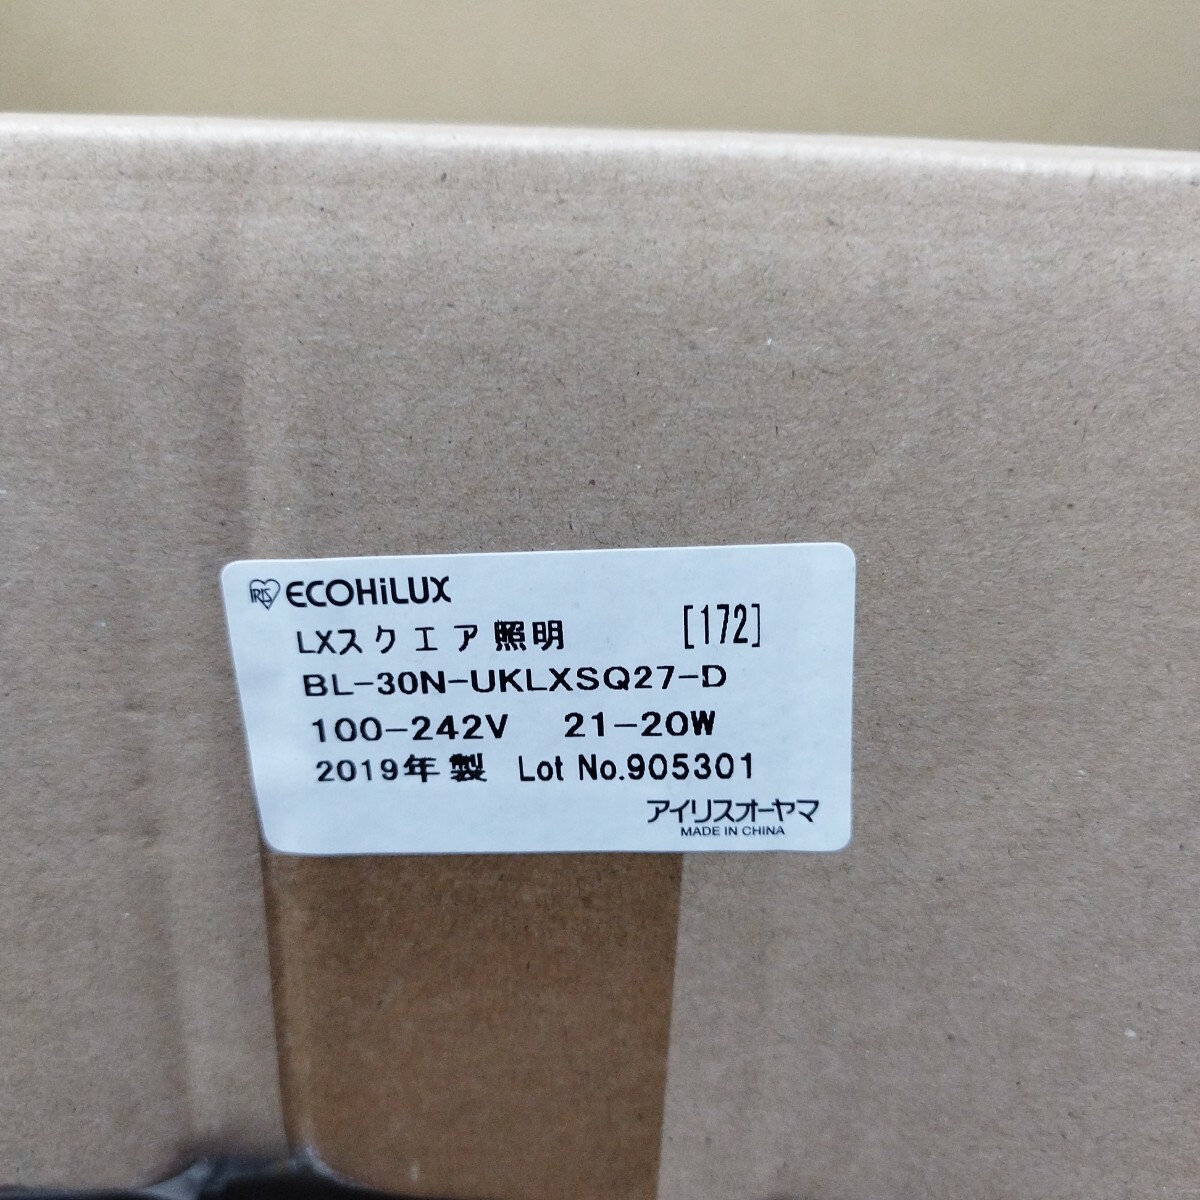 IRIS ECOHiLUX
LXスクエア照明 [172]
BL-30N-UKLXSQ27-D
100-242V 21-20W
2019年製 Lot No.905301
アイリスオーヤマ
MADE IN CHINA